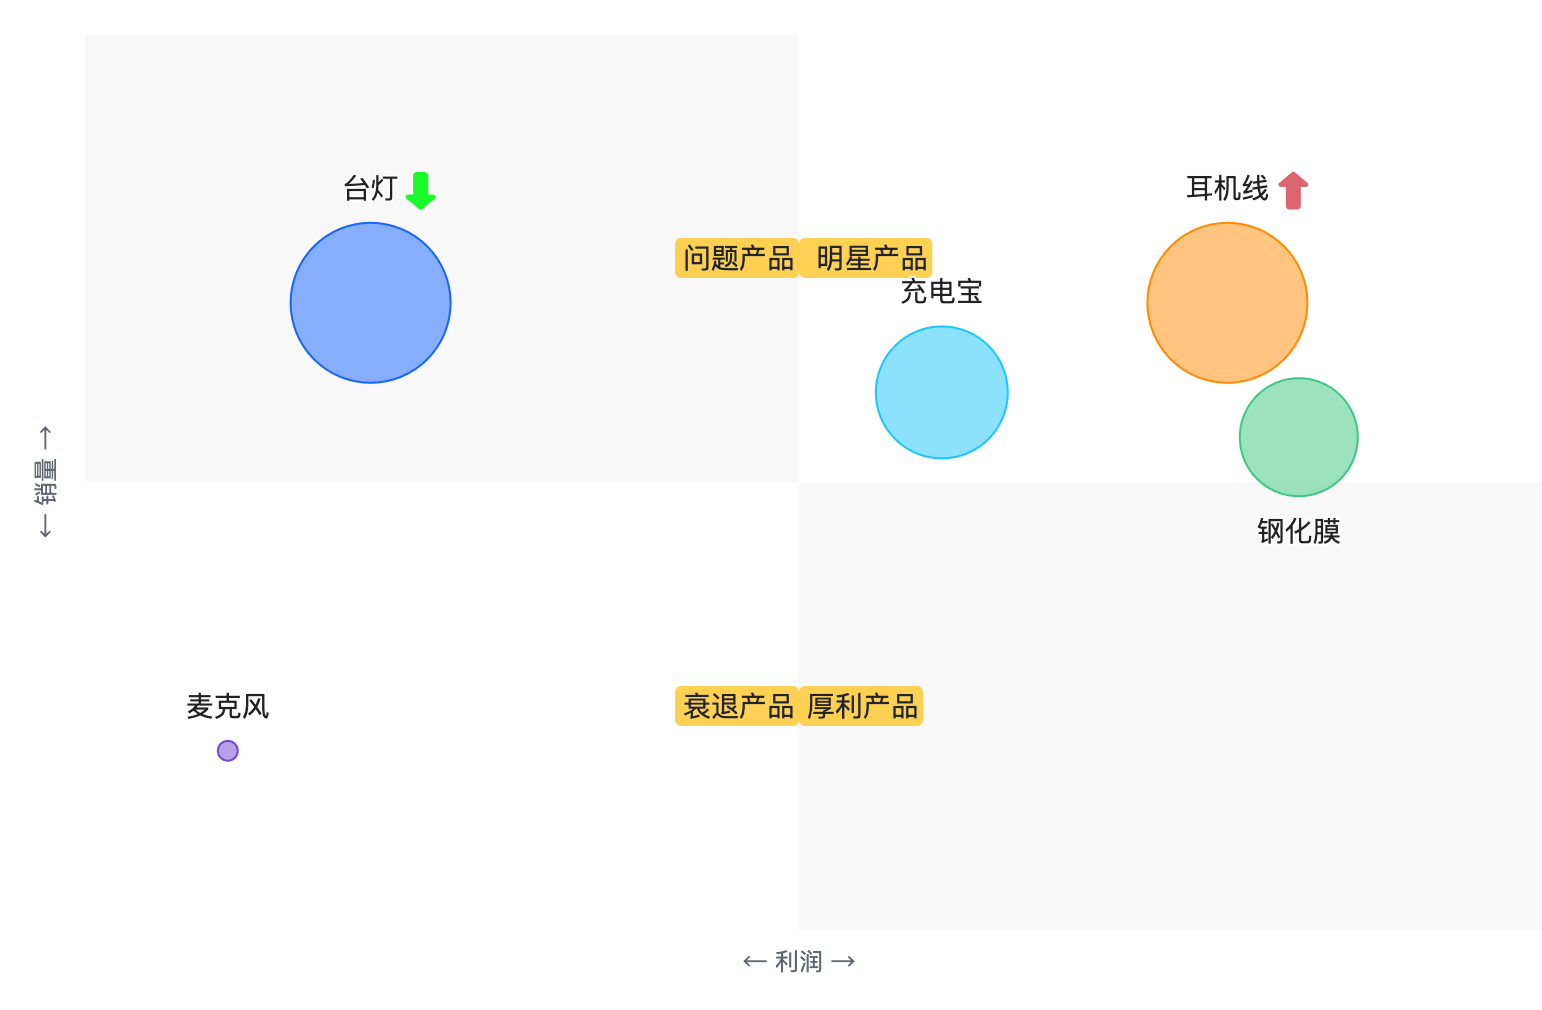 台灯
耳机线
问题产品
明星产品
充电宝
← 销量 →
钢化膜
麦克风
衰退产品
厚利产品
← 利润 →